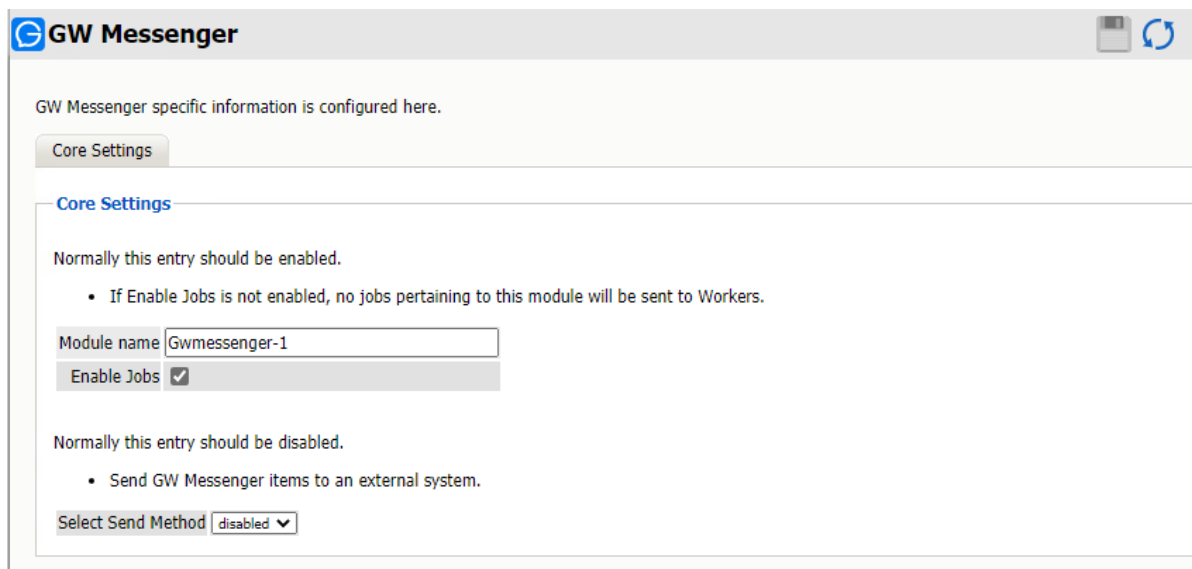 GW Messenger
GW Messenger specific information is configured here.
Core Settings
Core Settings
Normally this entry should be enabled.
• If Enable Jobs is not enabled, no jobs pertaining to this module will be sent to Workers.
Module name Gwmessenger-1
Enable Jobs
Normally this entry should be disabled.
• Send GW Messenger items to an external system.
Select Send Method disabled